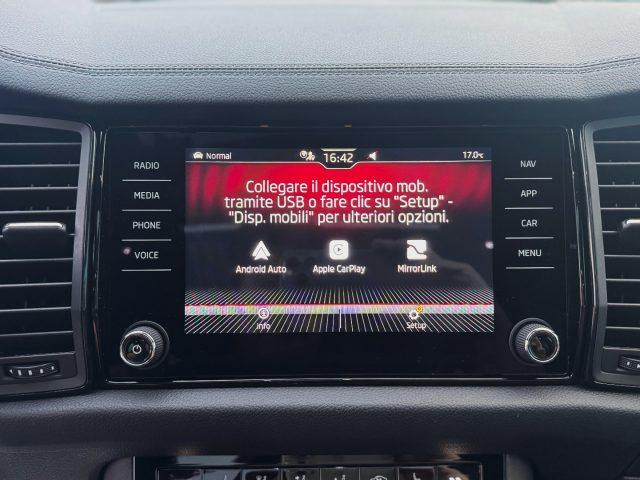 RADIO
MEDIA
PHONE
VOICE
Normal
16:42
17.0°C
Collegare il dispositivo mob.
tramite USB o fare clic su "Setup" -
"Disp. mobili" per ulteriori opzioni.
Android Auto
Apple CarPlay
MirrorLink
Info
Setup
NAV
APP
CAR
MENU